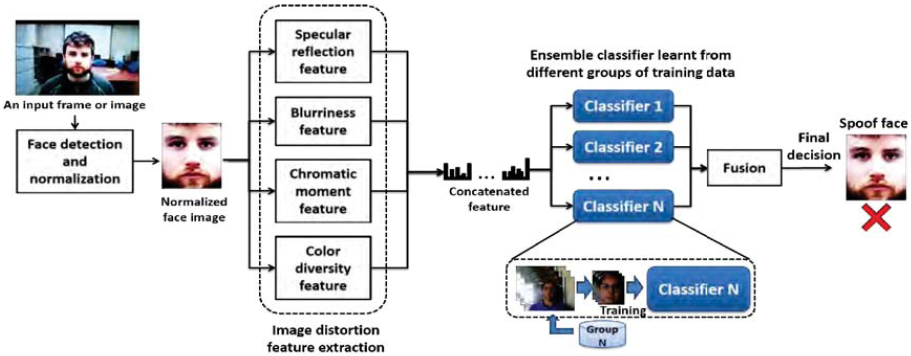 An input frame or image
Face detection
and
normalization
Normalized
face image
Specular
reflection
feature
Blurriness
feature
Chromatic
moment
feature
Color
diversity
feature
Image distortion
feature extraction
...
Concatenated
feature
Ensemble classifier learnt from
different groups of training data
Classifier 1
Classifier 2
...
Classifier N
Training
Group
N
Classifier N
Fusion
Final
decision
Spoof face